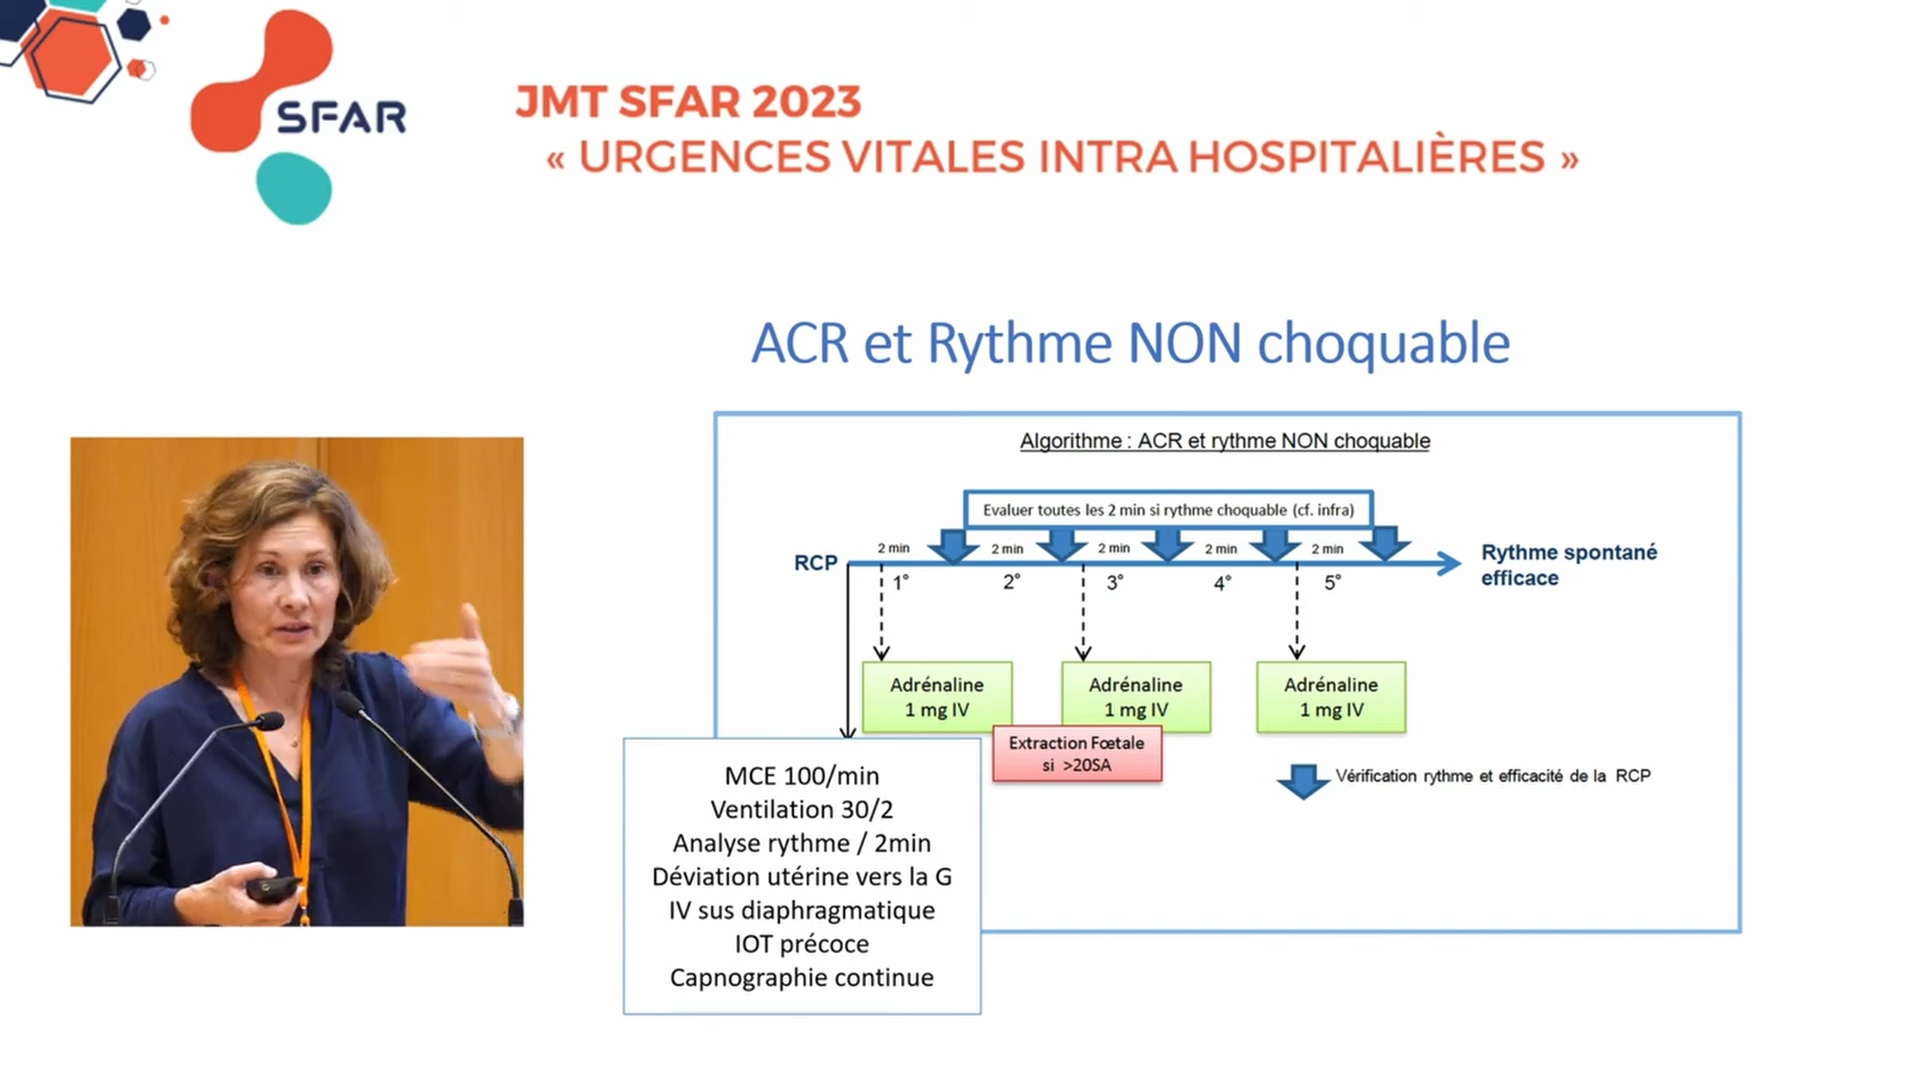 SFAR
JMT SFAR 2023
« URGENCES VITALES INTRA HOSPITALIÈRES »
ACR et Rythme NON choquable
Algorithme : ACR et rythme NON choquable
Evaluer toutes les 2 min si rythme choquable (cf. infra)
2 min
2 min
2 min
2 min
2 min
RCP
Rythme spontané
efficace
1°
2°
3°
4°
5°
Adrénaline
1 mg IV
Adrénaline
1 mg IV
Adrénaline
1 mg IV
Extraction Fœtale
si >20SA
Vérification rythme et efficacité de la RCP
MCE 100/min
Ventilation 30/2
Analyse rythme / 2min
Déviation utérine vers la G
IV sus diaphragmatique
IOT précoce
Capnographie continue